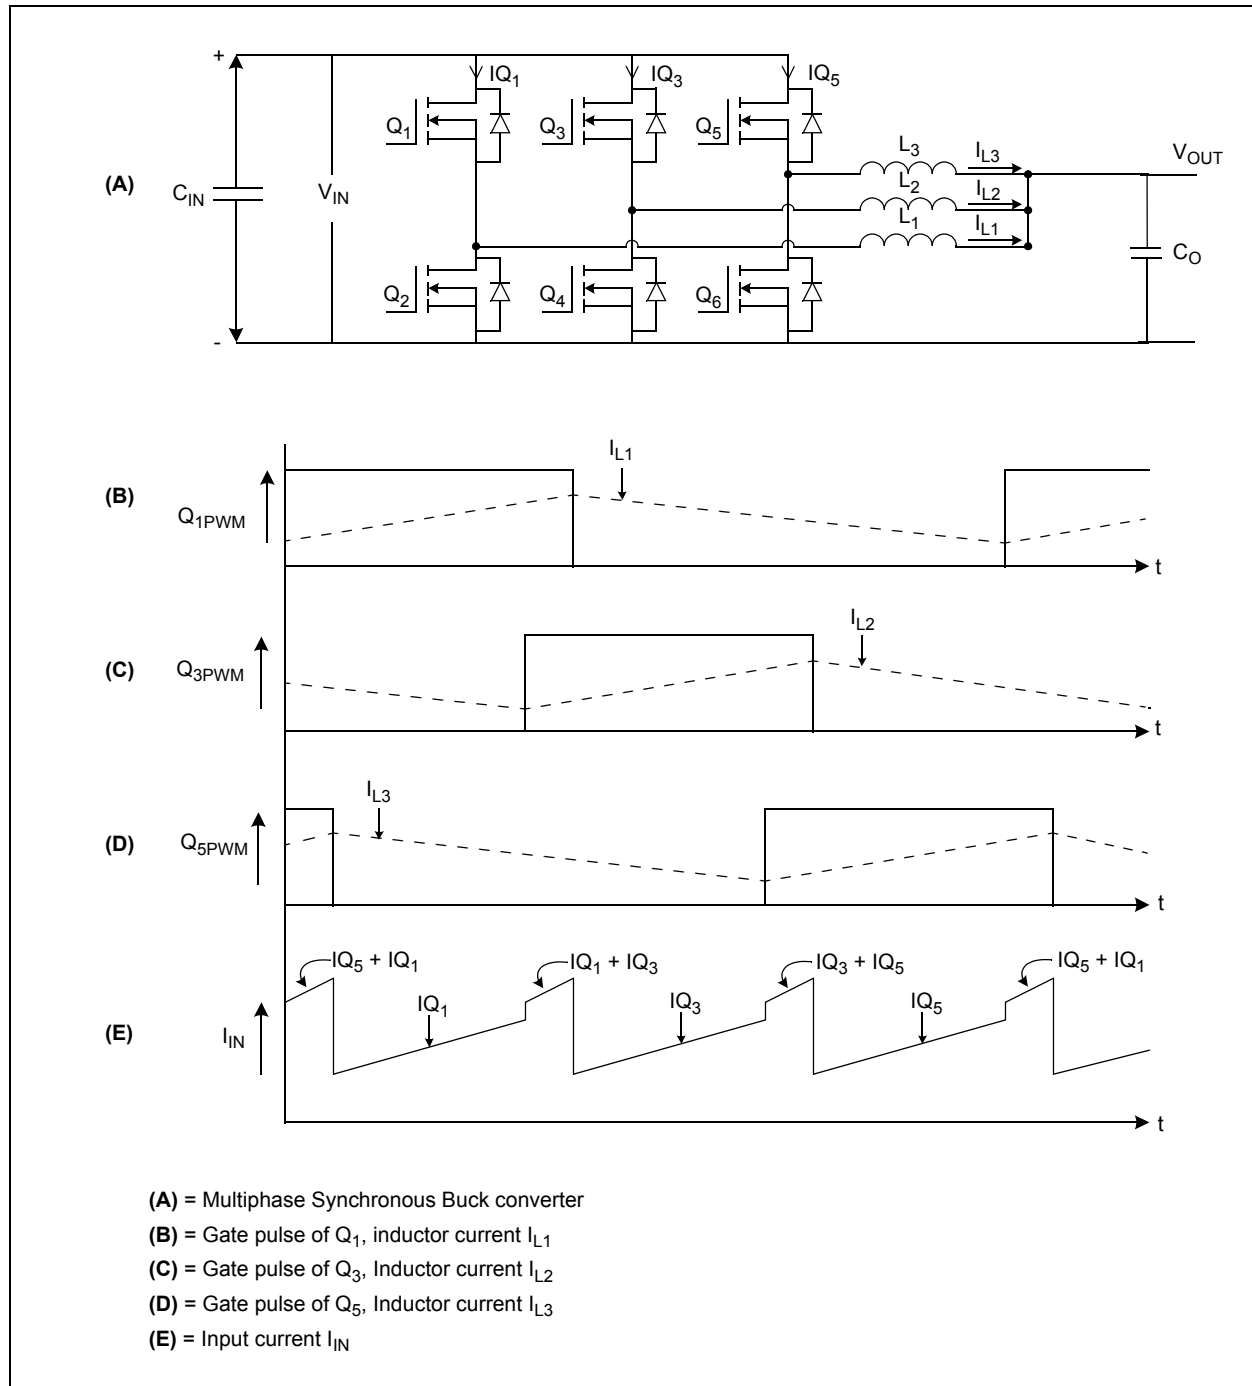 +
IQ1 IQ3 IQ5
Q1 Q3 Q5
L3 IL3 VOUT
(A) CIN VIN L2 IL2
L1 IL1
CO
Q2 Q4 Q6
-
IL1
(B) Q1PWM
t
IL2
(C) Q3PWM
t
IL3
(D) Q5PWM
t
IQ5 + IQ1 IQ1 + IQ3 IQ3 + IQ5 IQ5 + IQ1
IQ1 IQ3 IQ5
(E) IIN
t
(A) = Multiphase Synchronous Buck converter
(B) = Gate pulse of Q1, inductor current IL1
(C) = Gate pulse of Q3, Inductor current IL2
(D) = Gate pulse of Q5, Inductor current IL3
(E) = Input current IIN